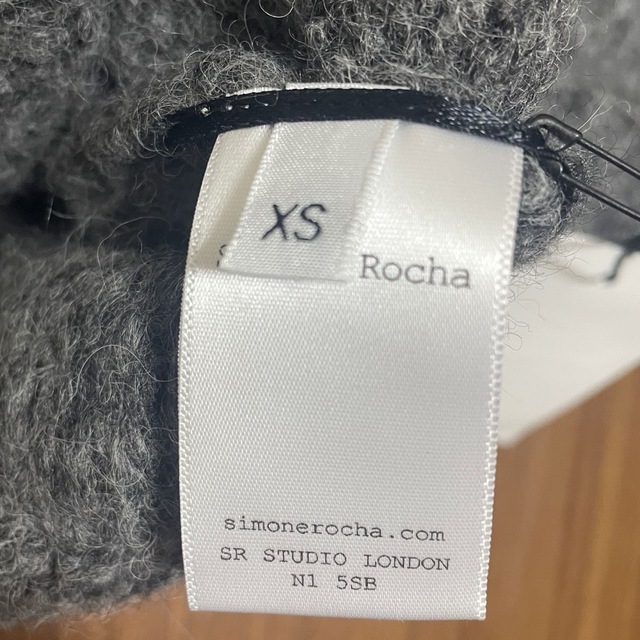 XS
Rocha
simonerocha.com
SR STUDIO LONDON
N1 5SB